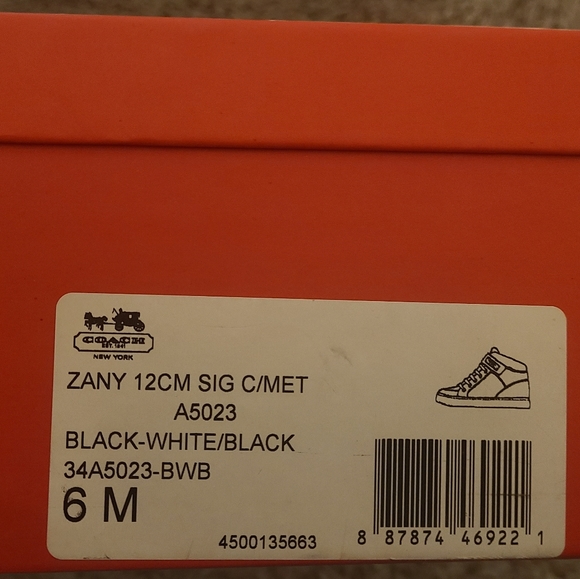 COACH
EST. 1941
NEW YORK
ZANY 12CM SIG C/MET
A5023
BLACK-WHITE/BLACK
34A5023-BWB
6 M
4500135663
8 87874 46922 1